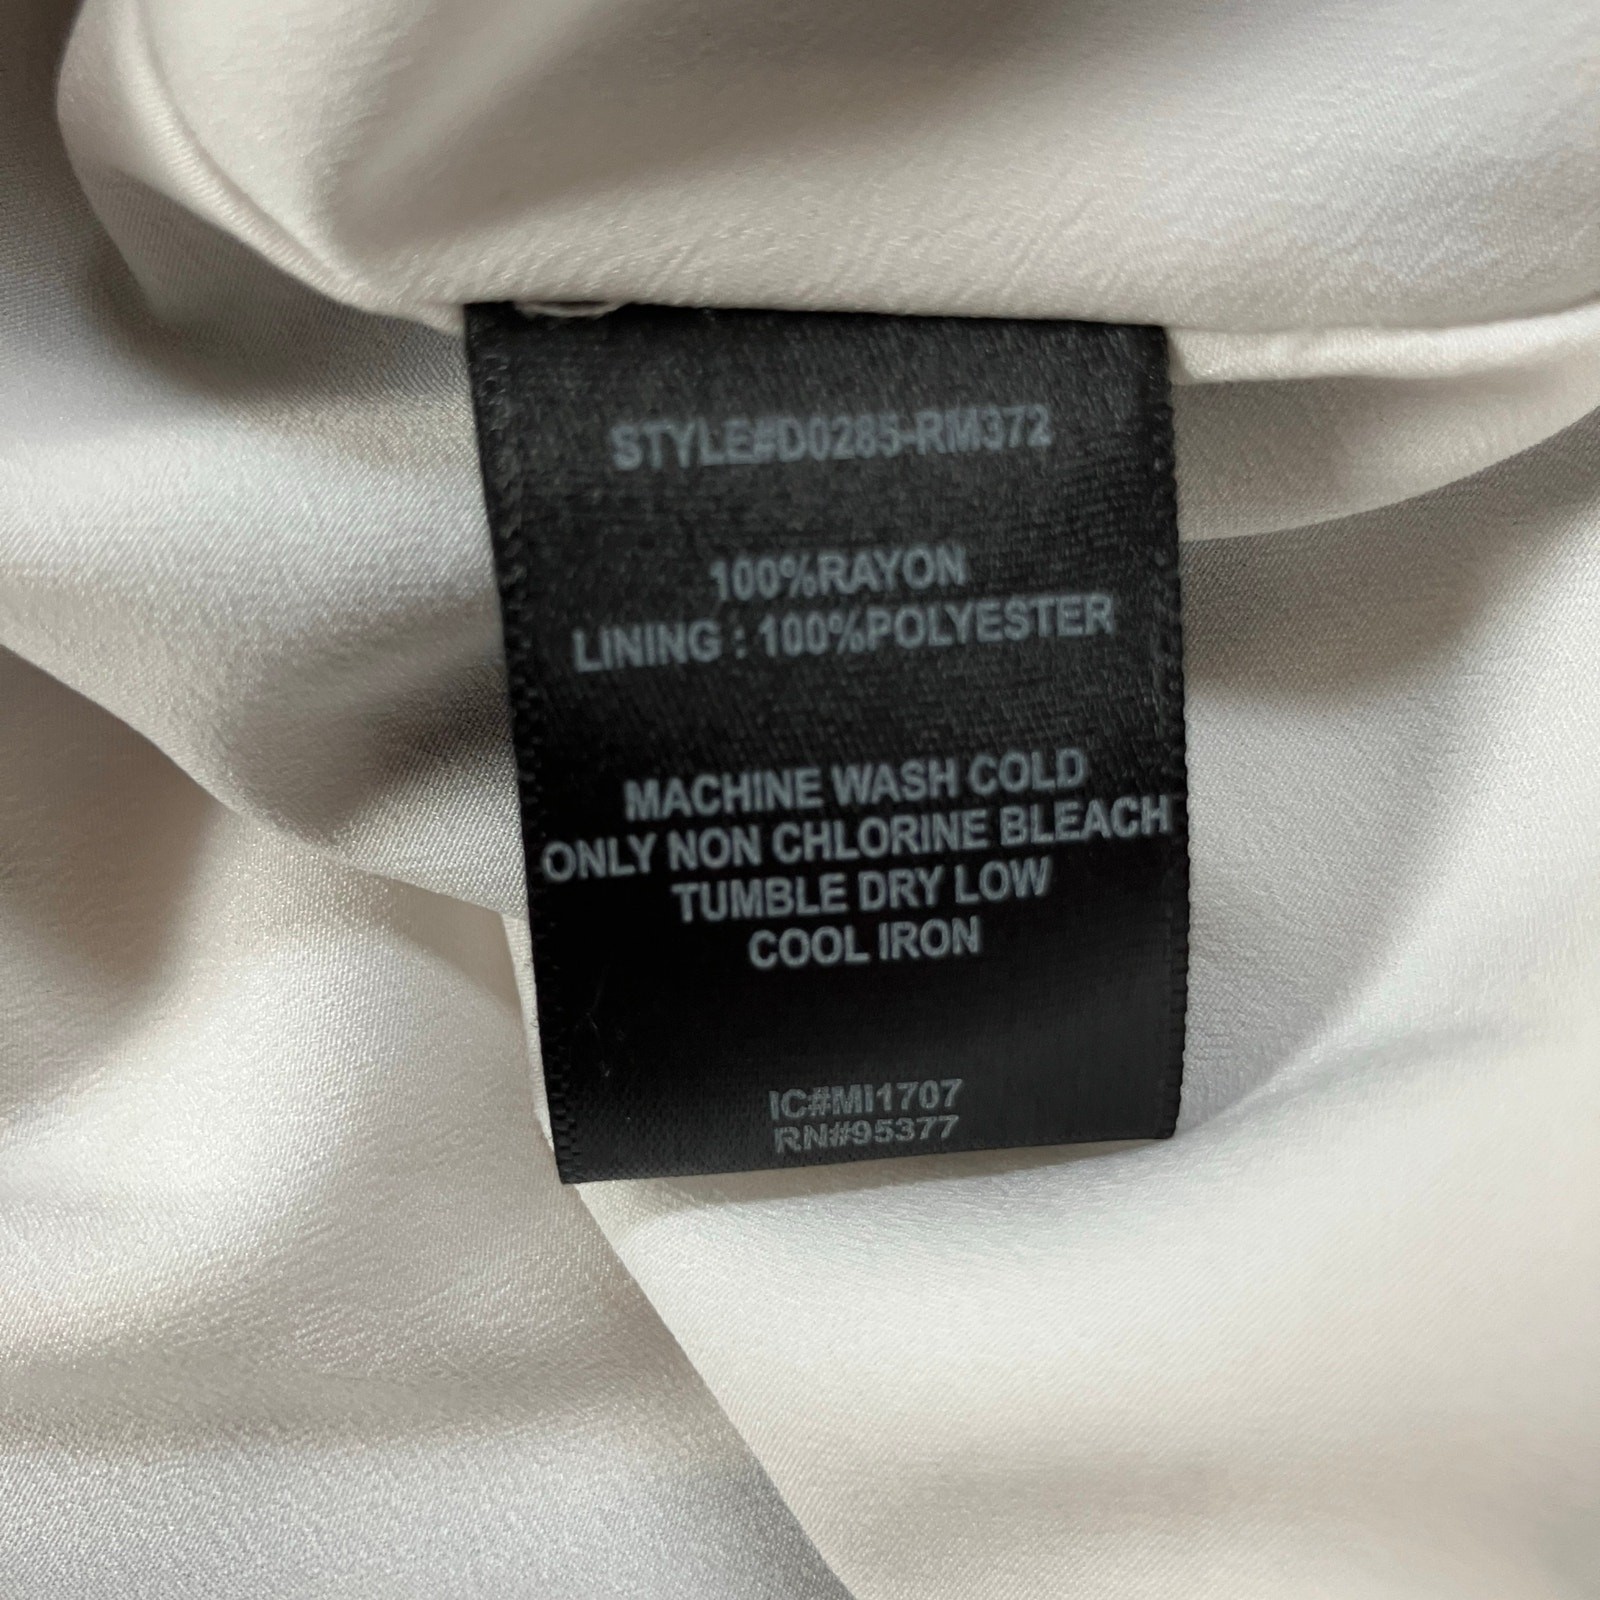 STYLE#D0285-RM372
100%RAYON
LINING : 100%POLYESTER
MACHINE WASH COLD
ONLY NON CHLORINE BLEACH
TUMBLE DRY LOW
COOL IRON
IC#MI1707
RN#95377